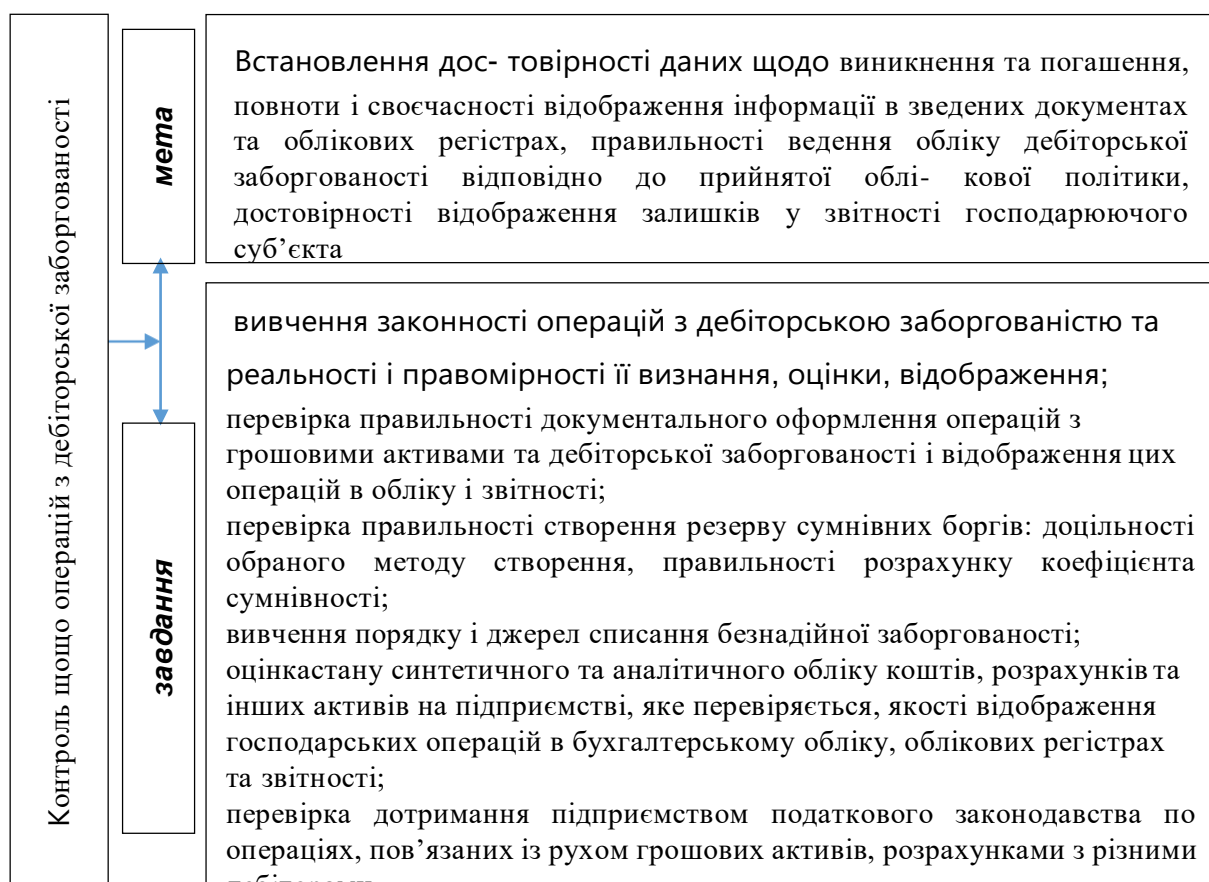 Контроль щощо операцій з дебіторської заборгованості
мета
Встановлення дос- товірності даних щодо виникнення та погашення,
повноти і своєчасності відображення інформації в зведених документах
та облікових регістрах, правильності ведення обліку дебіторської
заборгованості відповідно до прийнятої облі- кової політики,
достовірності відображення залишків у звітності господарюючого
суб’єкта
завдання
вивчення законності операцій з дебіторською заборгованістю та
реальності і правомірності її визнання, оцінки, відображення;
перевірка правильності документального оформлення операцій з
грошовими активами та дебіторської заборгованості і відображення цих
операцій в обліку і звітності;
перевірка правильності створення резерву сумнівних боргів: доцільності
обраного методу створення, правильності розрахунку коефіцієнта
сумнівності;
вивчення порядку і джерел списання безнадійної заборгованості;
оцінкастану синтетичного та аналітичного обліку коштів, розрахунків та
інших активів на підприємстві, яке перевіряється, якості відображення
господарських операцій в бухгалтерському обліку, облікових регістрах
та звітності;
перевірка дотримання підприємством податкового законодавства по
операціях, пов’язаних із рухом грошових активів, розрахунками з різними